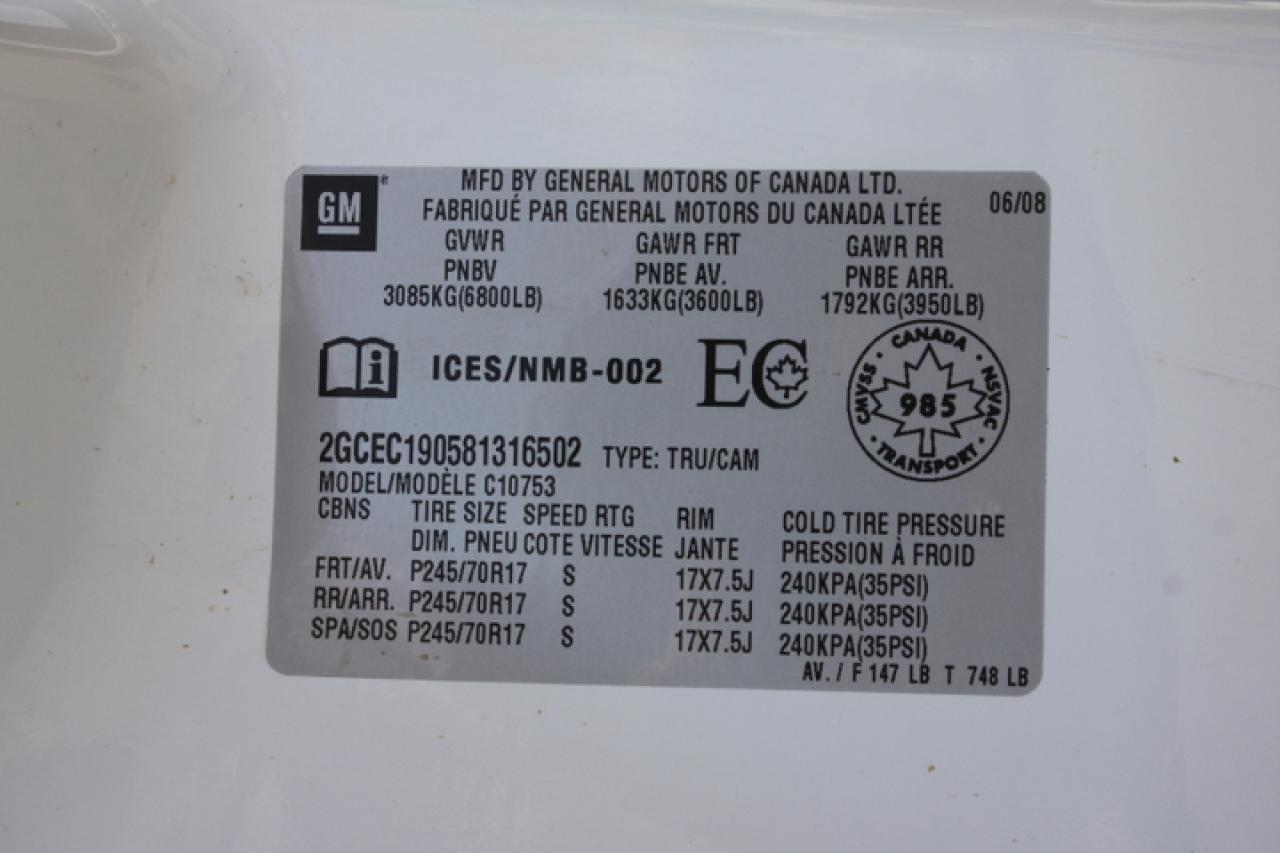 GM
MFD BY GENERAL MOTORS OF CANADA LTD.
FABRIQUÉ PAR GENERAL MOTORS DU CANADA LTÉE
06/08
GVWR GAWR FRT GAWR RR
PNBV PNBE AV. PNBE ARR.
3085KG(6800LB) 1633KG(3600LB) 1792KG(3950LB)
i ICES/NMB-002 EC
CANADA
CMVSS 985 NSVAC
TRANSPORT
2GCEC190581316502 TYPE: TRU/CAM
MODEL/MODÈLE C10753
CBNS TIRE SIZE SPEED RTG RIM COLD TIRE PRESSURE
DIM. PNEU COTE VITESSE JANTE PRESSION À FROID
FRT/AV. P245/70R17 S 17X7.5J 240KPA(35PSI)
RR/ARR. P245/70R17 S 17X7.5J 240KPA(35PSI)
SPA/SOS P245/70R17 S 17X7.5J 240KPA(35PSI)
AV. / F 147 LB T 748 LB